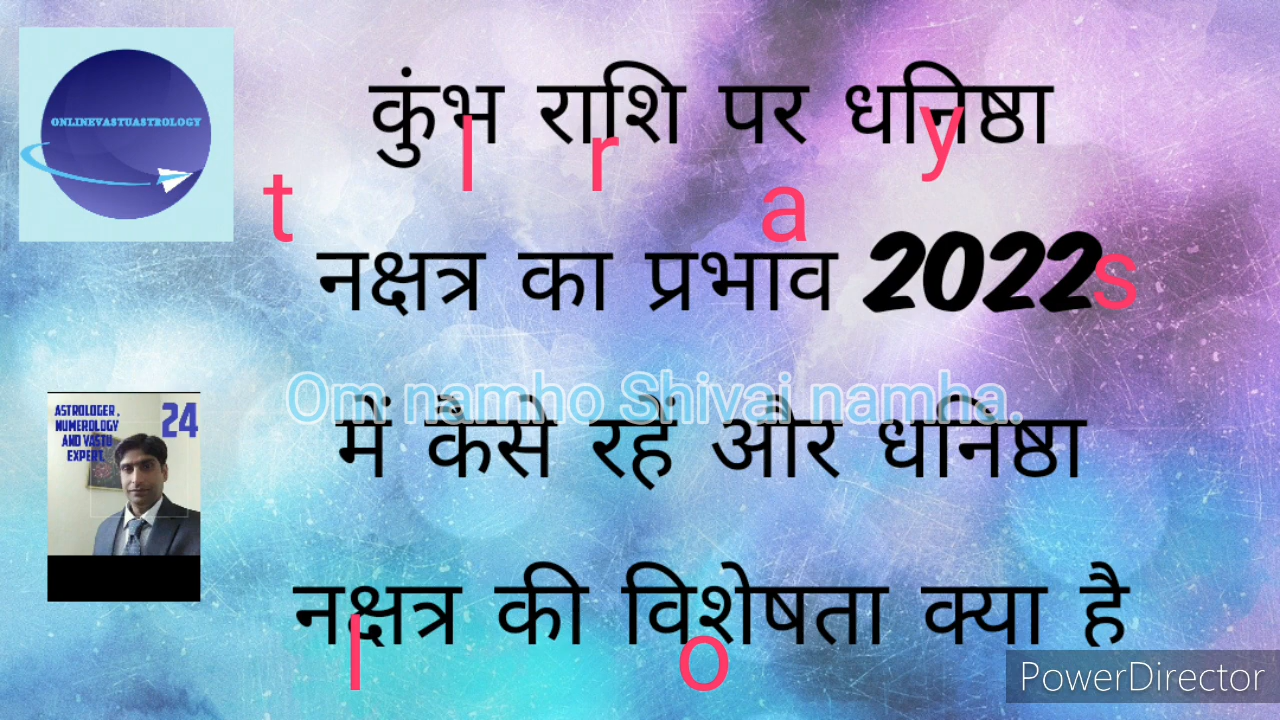 ONLINEVASTUASTROLOGY
कुंभ राशि पर धनिष्ठा
नक्षत्र का प्रभाव 2022
Om namho Shivai namha.
में कैसे रहें और धनिष्ठा
नक्षत्र की विशेषता क्या है
t
l
r
a
y
s
l
o
ASTROLOGER ,
NUMEROLOGY
AND VASTU
EXPERT.
24
PowerDirector